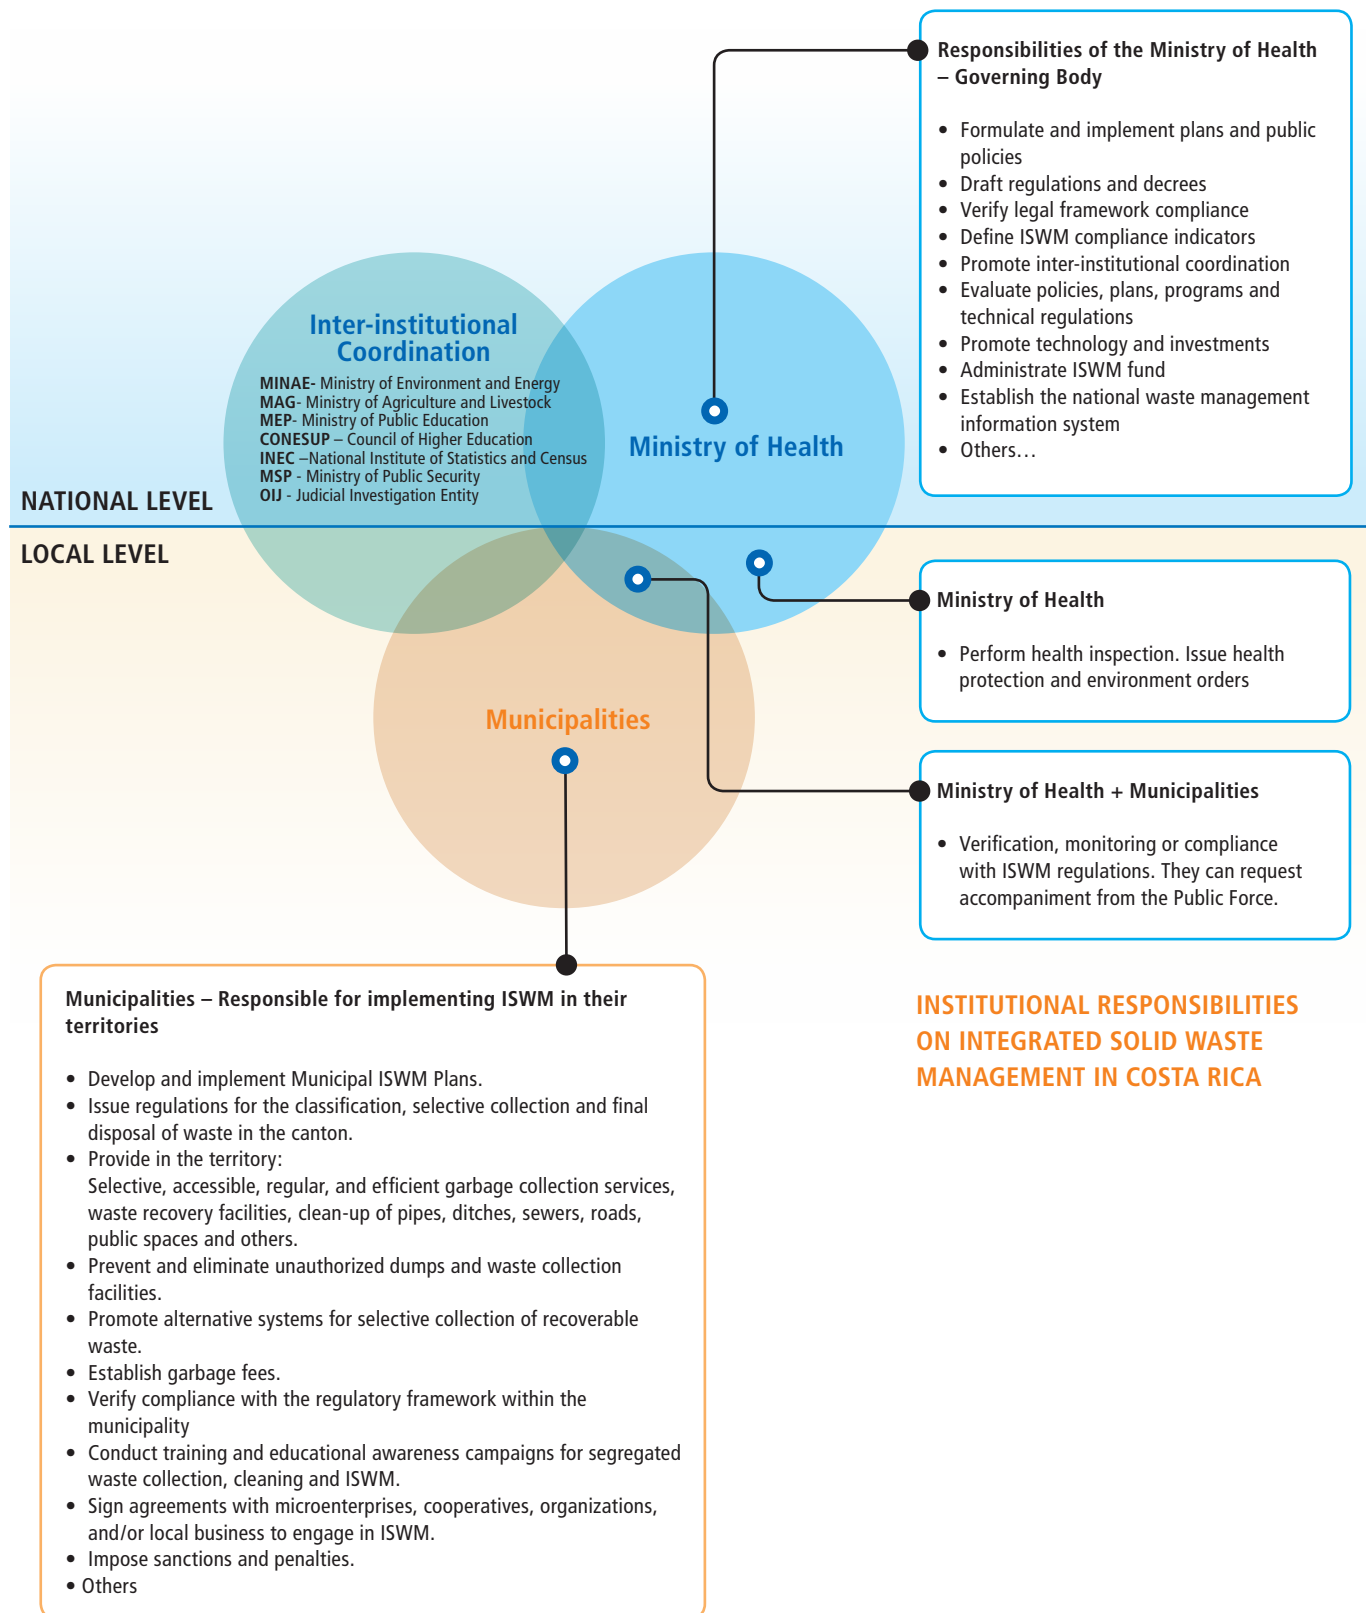 Responsibilities of the Ministry of Health
– Governing Body
• Formulate and implement plans and public
policies
• Draft regulations and decrees
• Verify legal framework compliance
• Define ISWM compliance indicators
• Promote inter-institutional coordination
• Evaluate policies, plans, programs and
technical regulations
• Promote technology and investments
• Administrate ISWM fund
• Establish the national waste management
information system
• Others…
Inter-institutional
Coordination
MINAE- Ministry of Environment and Energy
MAG- Ministry of Agriculture and Livestock
MEP- Ministry of Public Education
CONESUP – Council of Higher Education
INEC –National Institute of Statistics and Census
MSP - Ministry of Public Security
OIJ - Judicial Investigation Entity
Ministry of Health
NATIONAL LEVEL
LOCAL LEVEL
Ministry of Health
• Perform health inspection. Issue health
protection and environment orders
Municipalities
Ministry of Health + Municipalities
• Verification, monitoring or compliance
with ISWM regulations. They can request
accompaniment from the Public Force.
Municipalities – Responsible for implementing ISWM in their
territories
• Develop and implement Municipal ISWM Plans.
• Issue regulations for the classification, selective collection and final
disposal of waste in the canton.
• Provide in the territory:
Selective, accessible, regular, and efficient garbage collection services,
waste recovery facilities, clean-up of pipes, ditches, sewers, roads,
public spaces and others.
• Prevent and eliminate unauthorized dumps and waste collection
facilities.
• Promote alternative systems for selective collection of recoverable
waste.
• Establish garbage fees.
• Verify compliance with the regulatory framework within the
municipality
• Conduct training and educational awareness campaigns for segregated
waste collection, cleaning and ISWM.
• Sign agreements with microenterprises, cooperatives, organizations,
and/or local business to engage in ISWM.
• Impose sanctions and penalties.
• Others
INSTITUTIONAL RESPONSIBILITIES
ON INTEGRATED SOLID WASTE
MANAGEMENT IN COSTA RICA